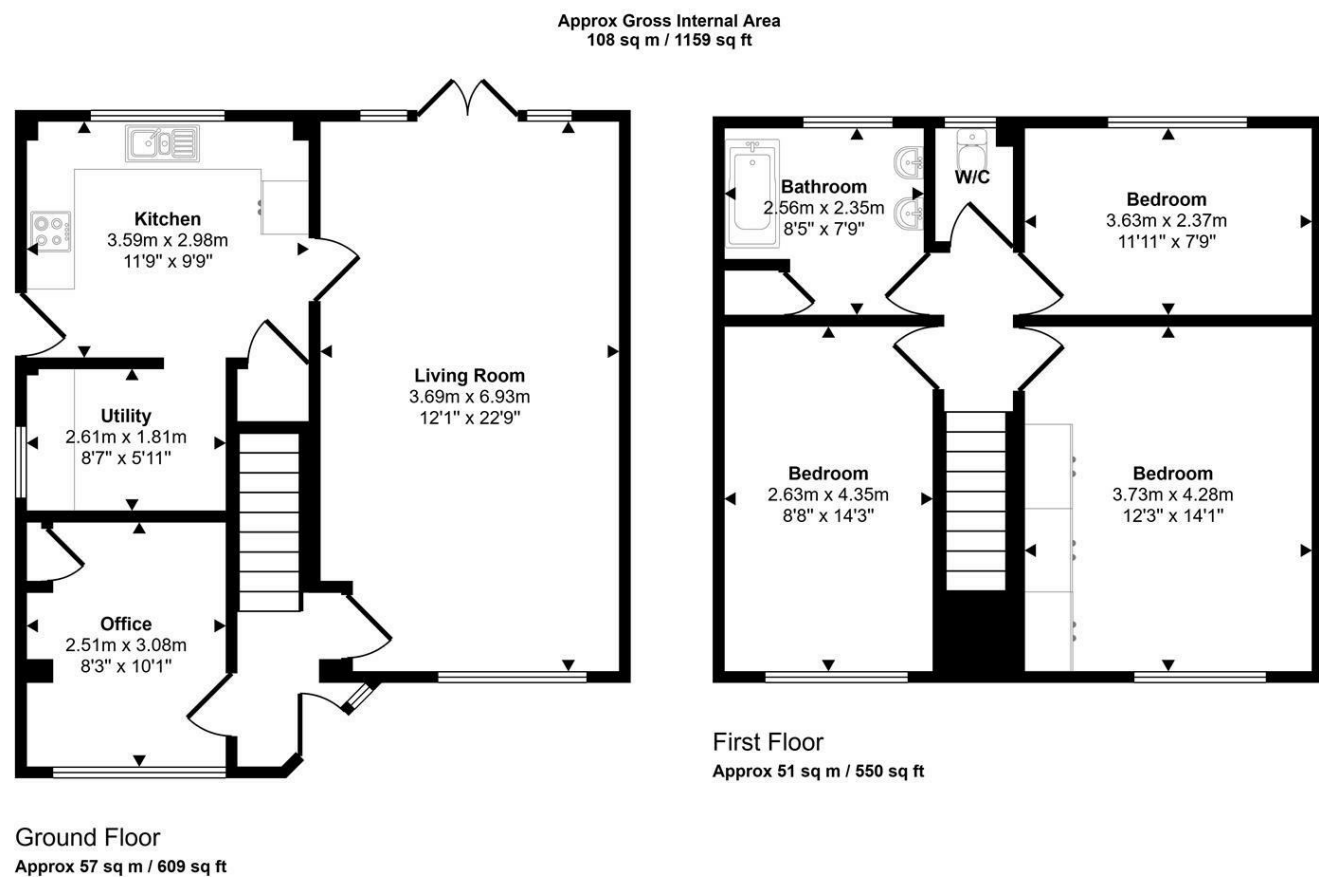 Approx Gross Internal Area
108 sq m / 1159 sq ft
Kitchen
3.59m x 2.98m
11'9" x 9'9"
Living Room
3.69m x 6.93m
12'1" x 22'9"
Utility
2.61m x 1.81m
8'7" x 5'11"
Office
2.51m x 3.08m
8'3" x 10'1"
Ground Floor
Approx 57 sq m / 609 sq ft
Bathroom
2.56m x 2.35m
8'5" x 7'9"
W/C
Bedroom
3.63m x 2.37m
11'11" x 7'9"
Bedroom
2.63m x 4.35m
8'8" x 14'3"
Bedroom
3.73m x 4.28m
12'3" x 14'1"
First Floor
Approx 51 sq m / 550 sq ft